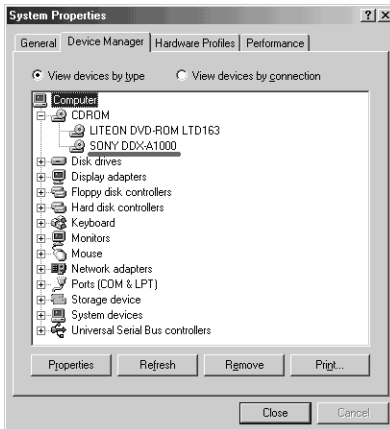 System Properties
General Device Manager Hardware Profiles Performance
View devices by type View devices by connection
Computer
CDROM
LITEON DVD-ROM LTD163
SONY DDX-A1000
Disk drives
Display adapters
Floppy disk controllers
Hard disk controllers
Keyboard
Monitors
Mouse
Network adapters
Ports (COM & LPT)
Storage device
System devices
Universal Serial Bus controllers
Properties Refresh Remove Print...
Close Cancel